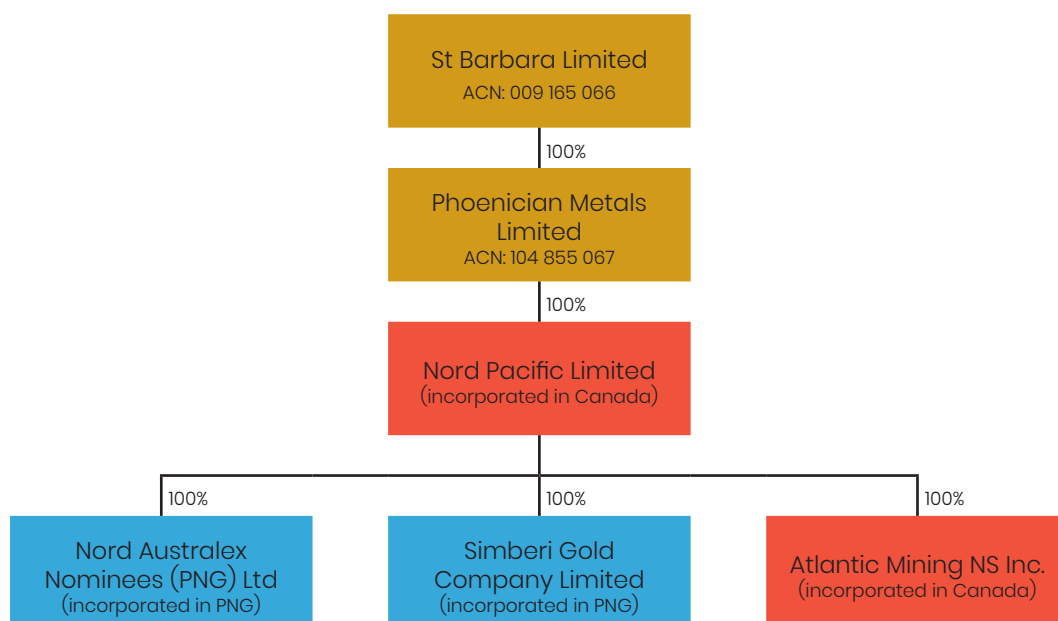 St Barbara Limited
ACN: 009 165 066
100%
Phoenician Metals
Limited
ACN: 104 855 067
100%
Nord Pacific Limited
(incorporated in Canada)
100%
100%
100%
Nord Australex
Nominees (PNG) Ltd
(incorporated in PNG)
Simberi Gold
Company Limited
(incorporated in PNG)
Atlantic Mining NS Inc.
(incorporated in Canada)